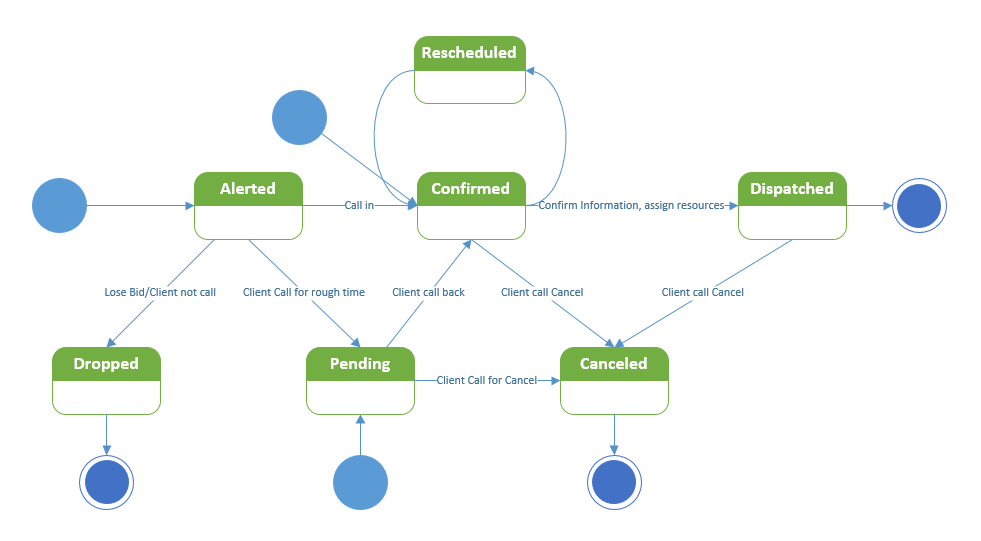 Rescheduled
Alerted
Confirmed
Dispatched
Call in
Confirm Information, assign resources
Lose Bid/Client not call
Client Call for rough time
Client call back
Client call Cancel
Client call Cancel
Dropped
Pending
Canceled
Client Call for Cancel